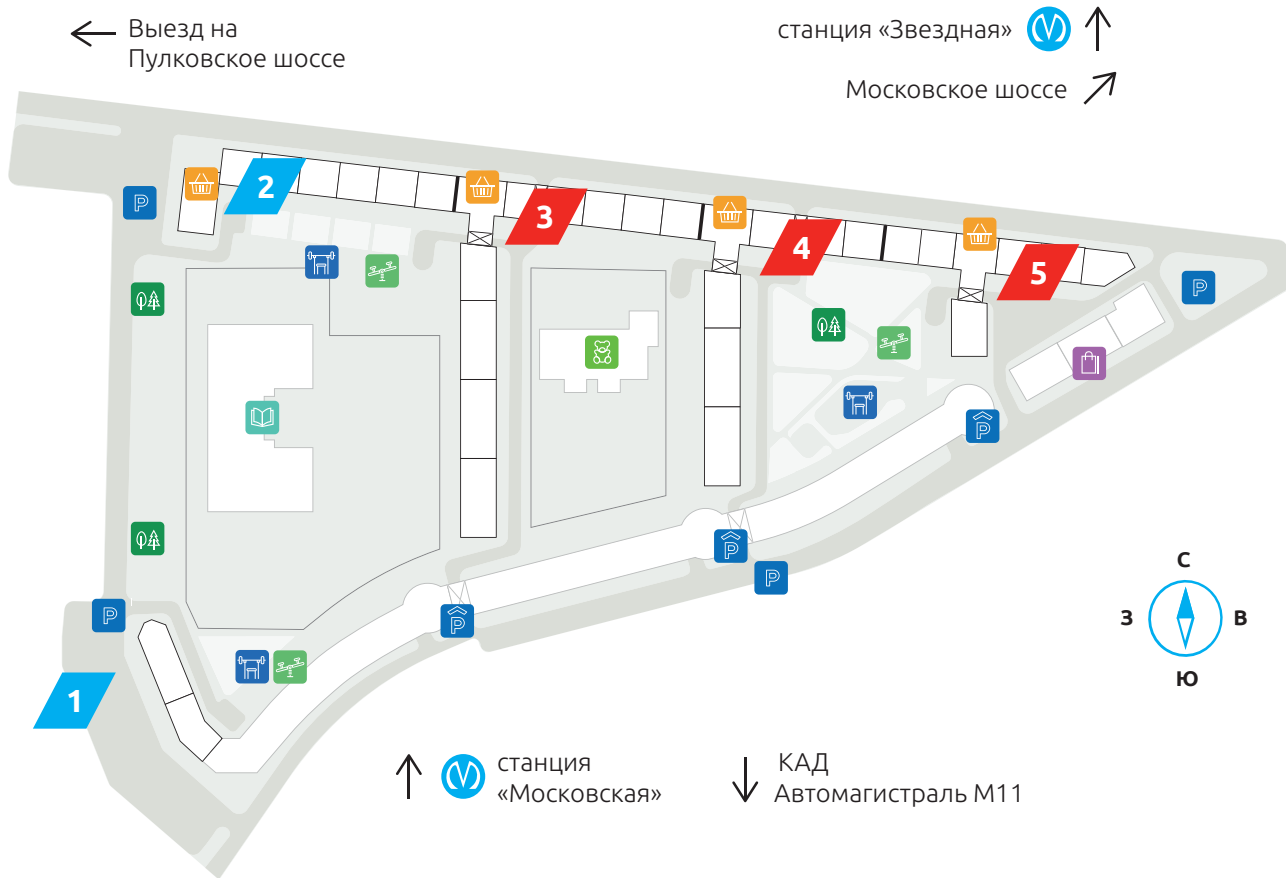 Выезд на
Пулковское шоссе
станция «Звездная»
Московское шоссе
2
3
4
5
P
P
P
P
P
P
P
1
С
З
В
Ю
станция
«Московская»
КАД
Автомагистраль М11